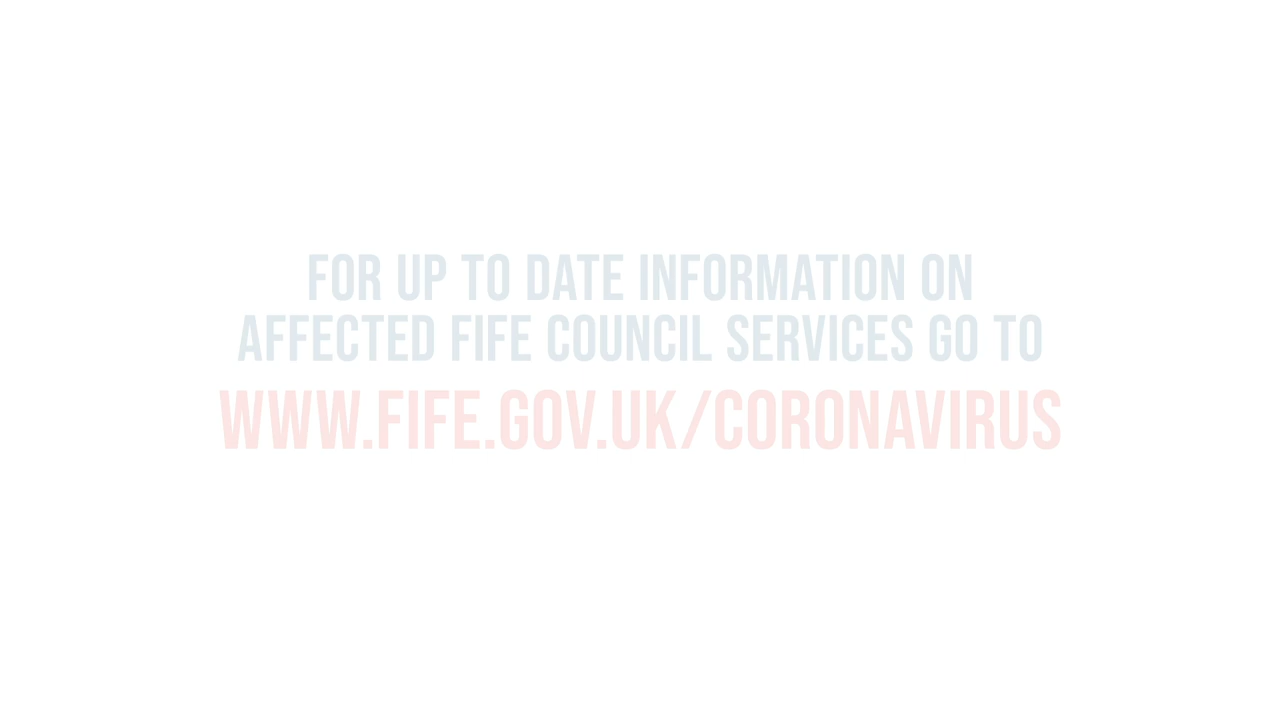 FOR UP TO DATE INFORMATION ON
AFFECTED FIFE COUNCIL SERVICES GO TO
WWW.FIFE.GOV.UK/CORONAVIRUS